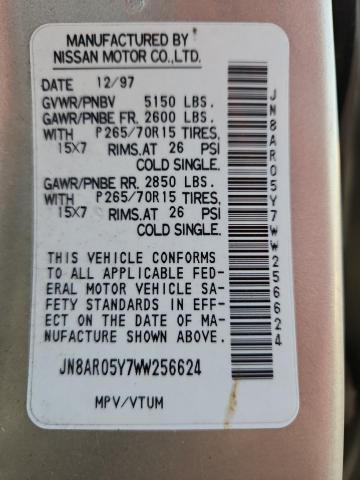 MANUFACTURED BY
NISSAN MOTOR CO.,LTD.
DATE 12/97
GVWR/PNBV 5150 LBS.
GAWR/PNBE FR. 2600 LBS.
WITH P265/70R15 TIRES,
15X7 RIMS.AT 26 PSI
COLD SINGLE.
GAWR/PNBE RR. 2850 LBS.
WITH P265/70R15 TIRES,
15X7 RIMS.AT 26 PSI
COLD SINGLE.
THIS VEHICLE CONFORMS
TO ALL APPLICABLE FED-
ERAL MOTOR VEHICLE SA-
FETY STANDARDS IN EFF-
ECT ON THE DATE OF MA-
NUFACTURE SHOWN ABOVE.
JN8AR05Y7WW256624
MPV/VTUM
JN8AR05Y7WW256624